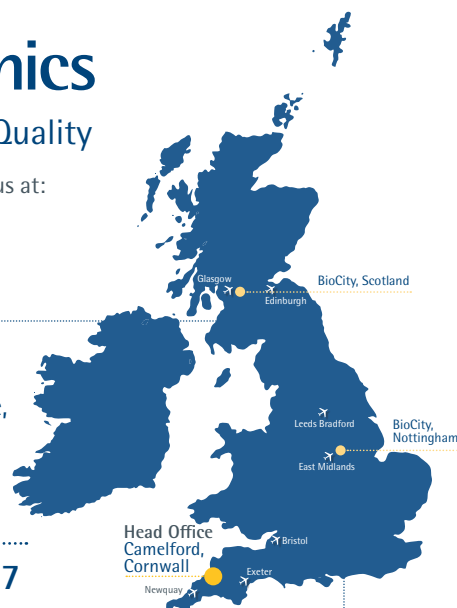 nics
Quality
us at:
Glasgow
BioCity, Scotland
Edinburgh
Leeds Bradford
BioCity,
Nottingham
East Midlands
Head Office
Camelford,
Cornwall
Bristol
Exeter
Newquay
7